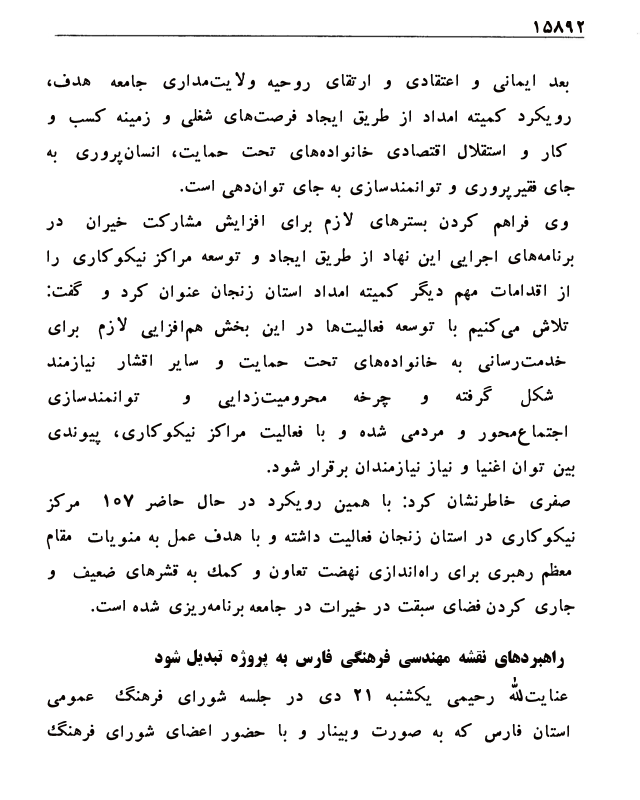 ۱۵۸۹۲
بعد ایمانی و اعتقادی و ارتقای روحیه ولایت‌مداری جامعه هدف،
رویکرد کمیته امداد از طریق ایجاد فرصت‌های شغلی و زمینه کسب و
کار و استقلال اقتصادی خانواده‌های تحت حمایت، انسان‌پروری به
جای فقیرپروری و توانمندسازی به جای توان‌دهی است.
وی فراهم کردن بسترهای لازم برای افزایش مشارکت خیران در
برنامه‌های اجرایی این نهاد از طریق ایجاد و توسعه مراکز نیکوکاری را
از اقدامات مهم دیگر کمیته امداد استان زنجان عنوان کرد و گفت:
تلاش می‌کنیم با توسعه فعالیت‌ها در این بخش هم‌افزایی لازم برای
خدمت‌رسانی به خانواده‌های تحت حمایت و سایر اقشار نیازمند
شکل گرفته و چرخه محرومیت‌زدایی و توانمندسازی
اجتماع‌محور و مردمی شده و با فعالیت مراکز نیکوکاری، پیوندی
بین توان اغنیا و نیاز نیازمندان برقرار شود.
صفری خاطرنشان کرد: با همین رویکرد در حال حاضر ۱۵۷ مرکز
نیکوکاری در استان زنجان فعالیت داشته و با هدف عمل به منویات مقام
معظم رهبری برای راه‌اندازی نهضت تعاون و کمک به قشرهای ضعیف و
جاری کردن فضای سبقت در خیرات در جامعه برنامه‌ریزی شده است.
راهبردهای نقشه مهندسی فرهنگی فارس به پروژه تبدیل شود
عنایت‌الله رحیمی یکشنبه ۲۱ دی در جلسه شورای فرهنگ عمومی
استان فارس که به صورت وبینار و با حضور اعضای شورای فرهنگ